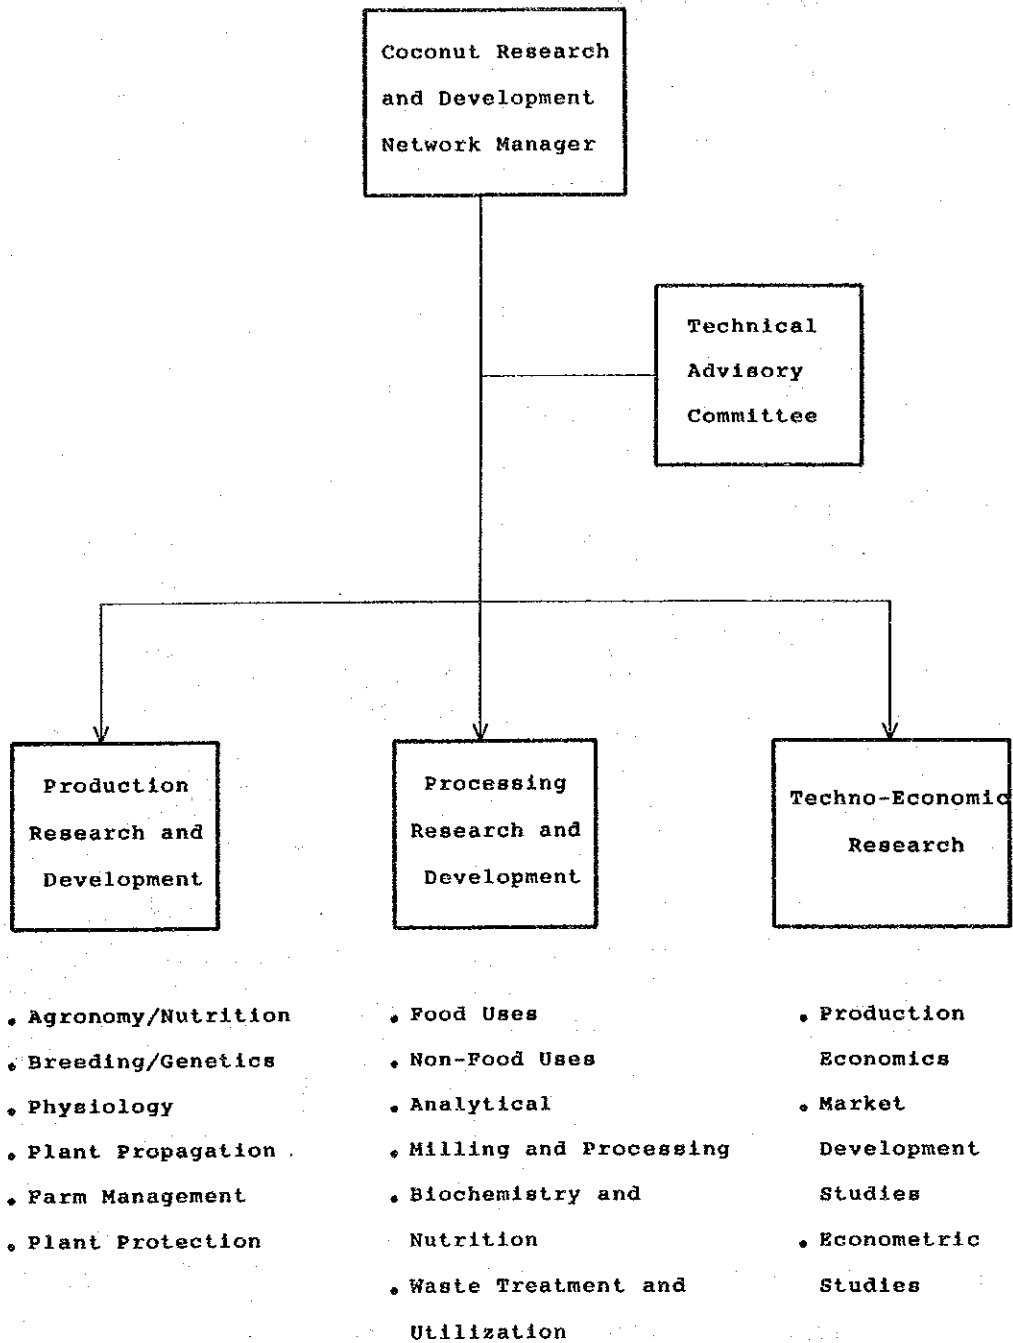 Coconut Research
and Development
Network Manager
Technical
Advisory
Committee
Production
Research and
Development
Processing
Research and
Development
Techno-Economic
Research
• Agronomy/Nutrition
• Breeding/Genetics
• Physiology
• Plant Propagation
• Farm Management
• Plant Protection
• Food Uses
• Non-Food Uses
• Analytical
• Milling and Processing
• Biochemistry and
Nutrition
• Waste Treatment and
Utilization
• Production
Economics
• Market
Development
Studies
• Econometric
Studies